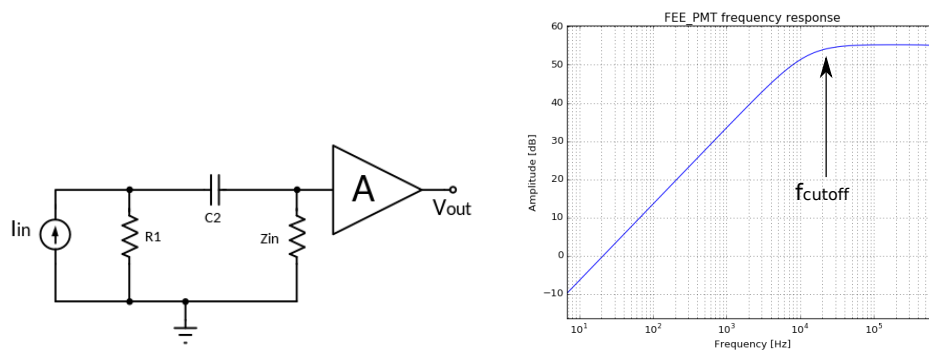 Iin
R1
C2
Zin
A
Vout
FEE_PMT frequency response
Amplitude [dB]
60
50
40
30
20
10
0
−10
fcutoff
10¹
10²
10³
10⁴
10⁵
Frequency [Hz]